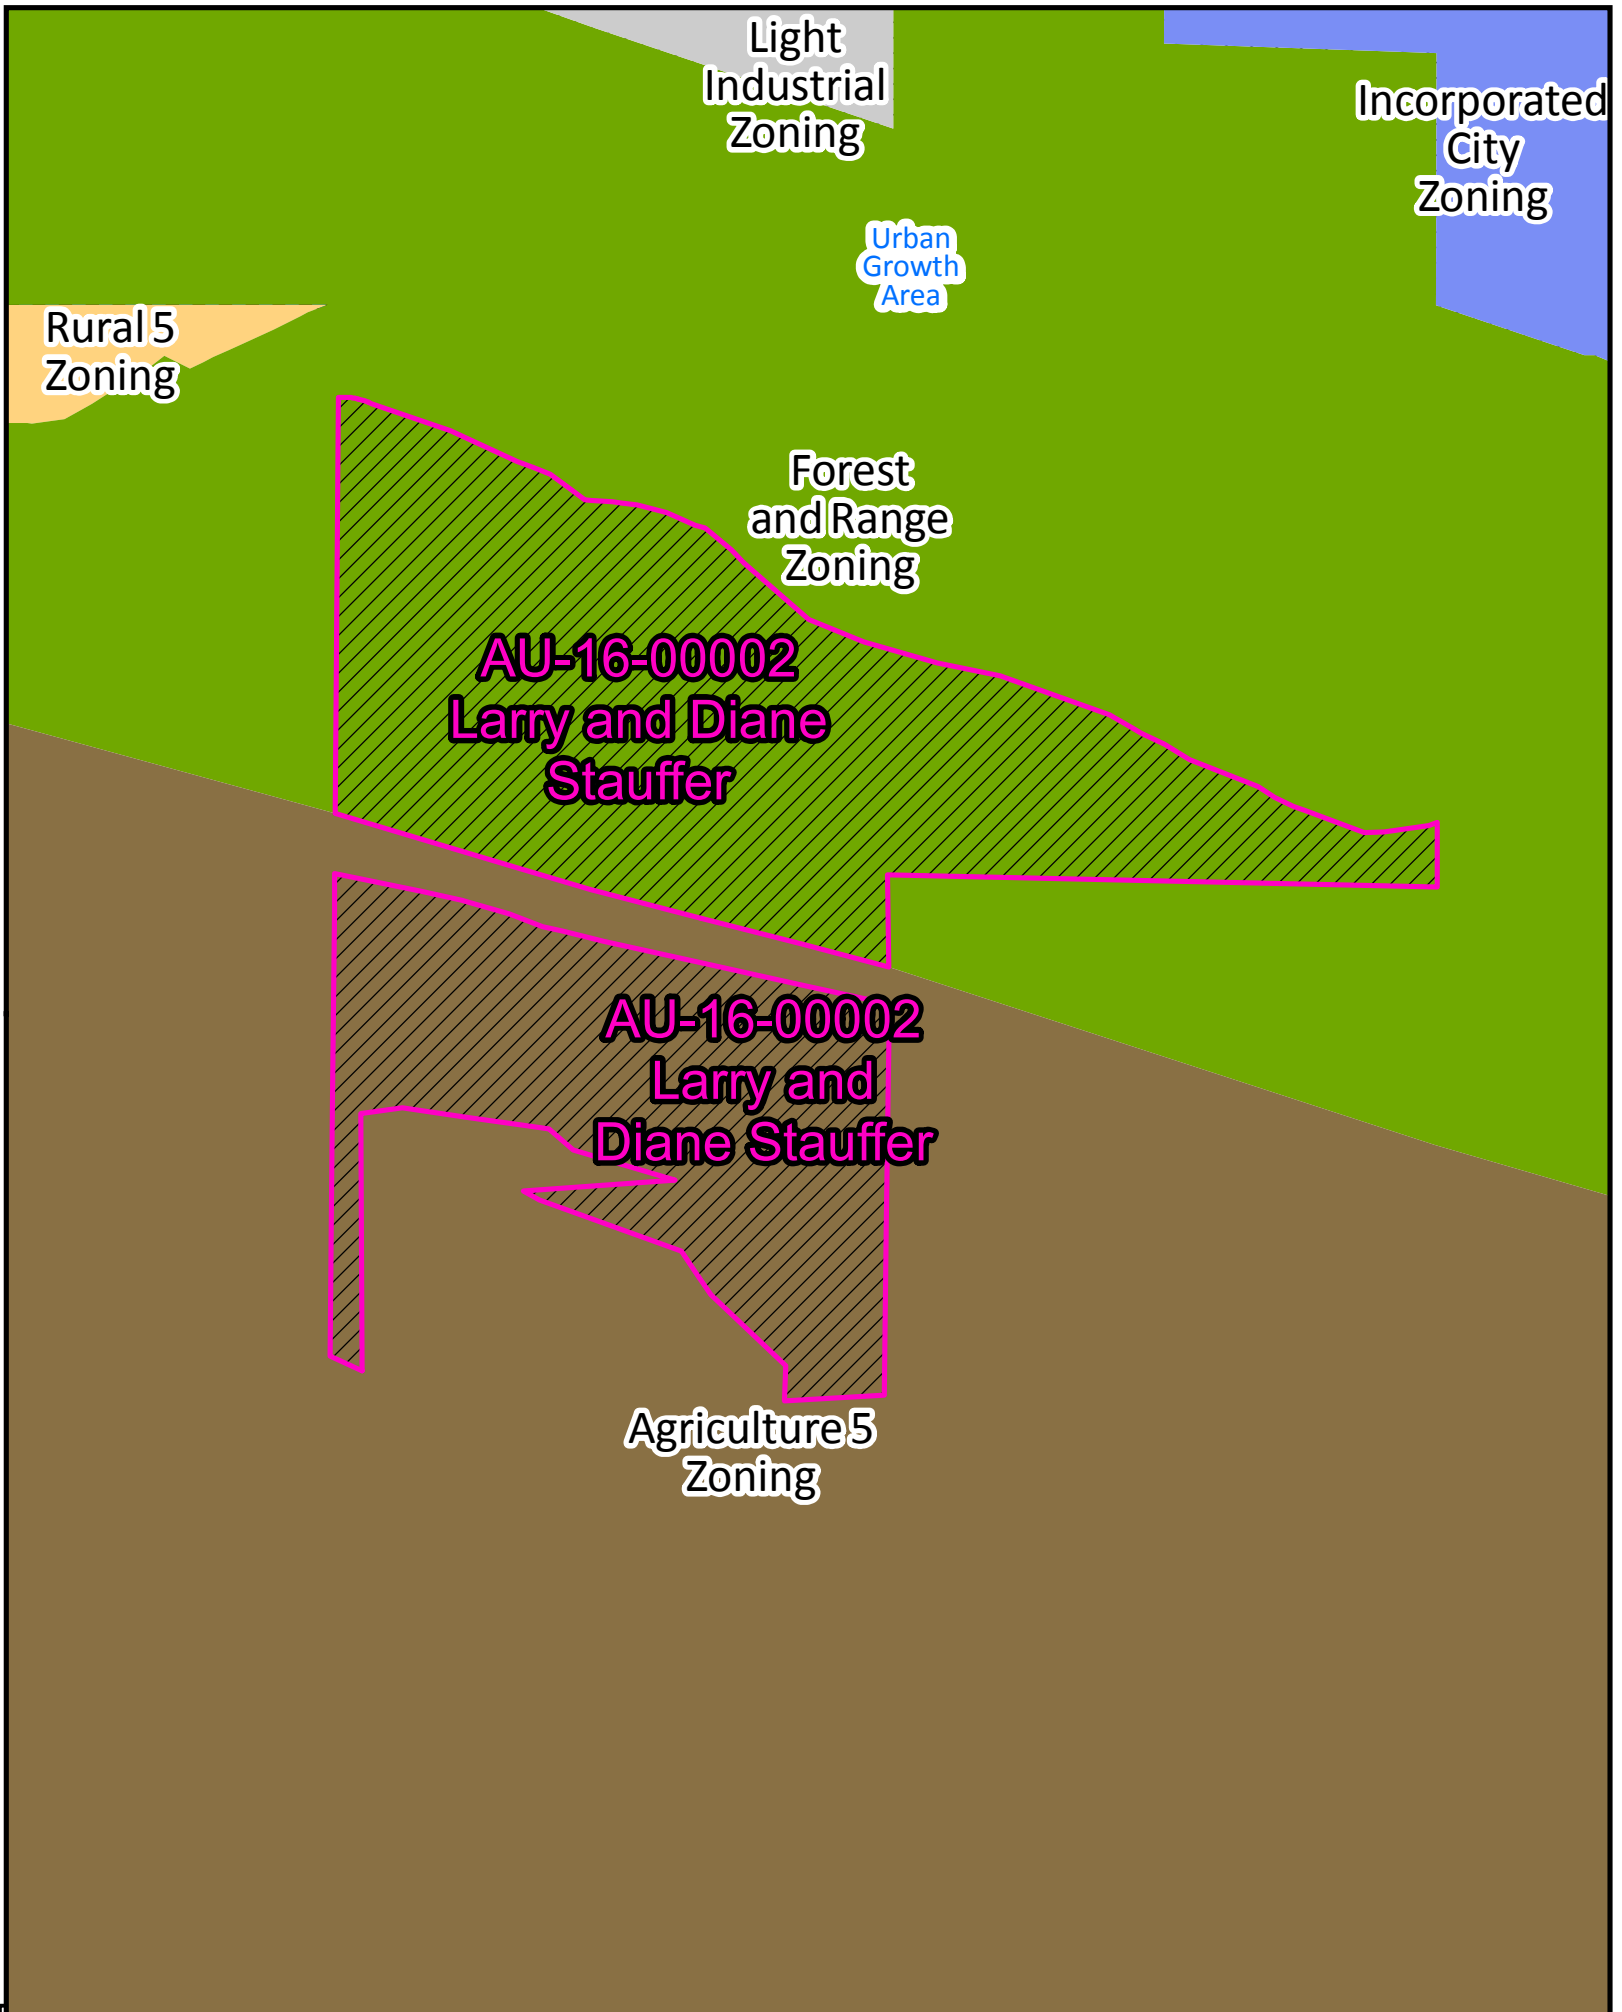 Light
Industrial
Zoning
Incorporated
City
Zoning
Urban
Growth
Area
Rural 5
Zoning
Forest
and Range
Zoning
AU-16-00002
Larry and Diane
Stauffer
AU-16-00002
Larry and
Diane Stauffer
Agriculture 5
Zoning